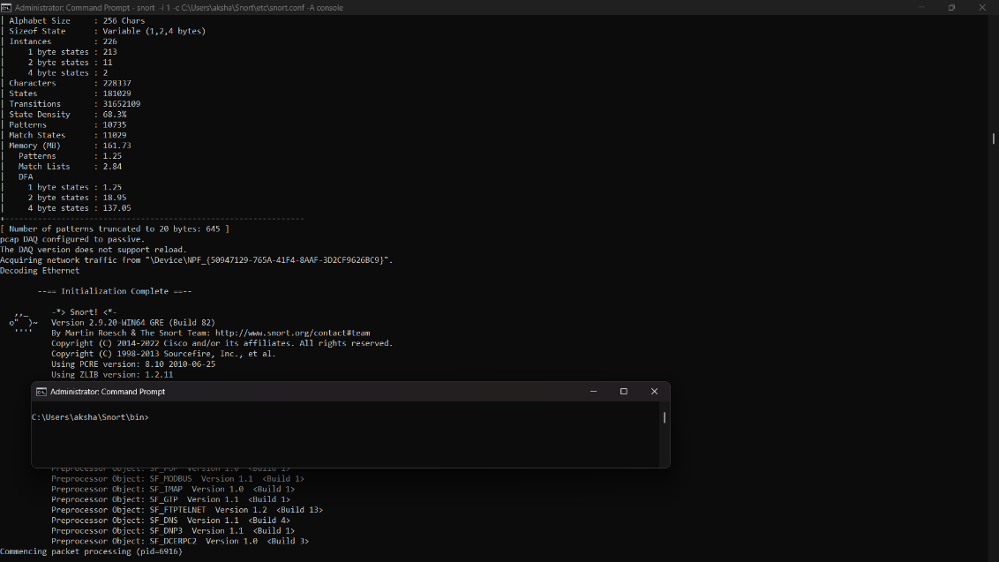 Administrator: Command Prompt - snort -i 1 -c C:\Users\aksha\Snort\etc\snort.conf -A console
| Alphabet Size     : 256 Chars
| Sizeof State      : Variable (1,2,4 bytes)
| Instances         : 226
|     1 byte states : 213
|     2 byte states : 11
|     4 byte states : 2
| Characters        : 228337
| States            : 181029
| Transitions       : 31652109
| State Density     : 68.3%
| Patterns          : 10735
| Match States      : 11029
| Memory (MB)       : 161.73
|   Patterns        : 1.25
|   Match Lists     : 2.84
|   DFA
|     1 byte states : 1.25
|     2 byte states : 18.95
|     4 byte states : 137.05
+----------------------------------------------------------------
[ Number of patterns truncated to 20 bytes: 645 ]
pcap DAQ configured to passive.
The DAQ version does not support reload.
Acquiring network traffic from "\Device\NPF_{50947129-765A-41F4-8AAF-3D2CF9626BC9}".
Decoding Ethernet
--== Initialization Complete ==--
,,_     -*> Snort! <*-
o"  )~   Version 2.9.20-WIN64 GRE (Build 82)
''''    By Martin Roesch & The Snort Team: http://www.snort.org/contact#team
Copyright (C) 2014-2022 Cisco and/or its affiliates. All rights reserved.
Copyright (C) 1998-2013 Sourcefire, Inc., et al.
Using PCRE version: 8.10 2010-06-25
Using ZLIB version: 1.2.11
Administrator: Command Prompt
C:\Users\aksha\Snort\bin>
Preprocessor Object: SF_POP  Version 1.0  <Build 1>
Preprocessor Object: SF_MODBUS  Version 1.1  <Build 1>
Preprocessor Object: SF_IMAP  Version 1.0  <Build 1>
Preprocessor Object: SF_GTP  Version 1.1  <Build 1>
Preprocessor Object: SF_FTPTELNET  Version 1.2  <Build 13>
Preprocessor Object: SF_DNS  Version 1.1  <Build 4>
Preprocessor Object: SF_DNP3  Version 1.1  <Build 1>
Preprocessor Object: SF_DCERPC2  Version 1.0  <Build 3>
Commencing packet processing (pid=6916)